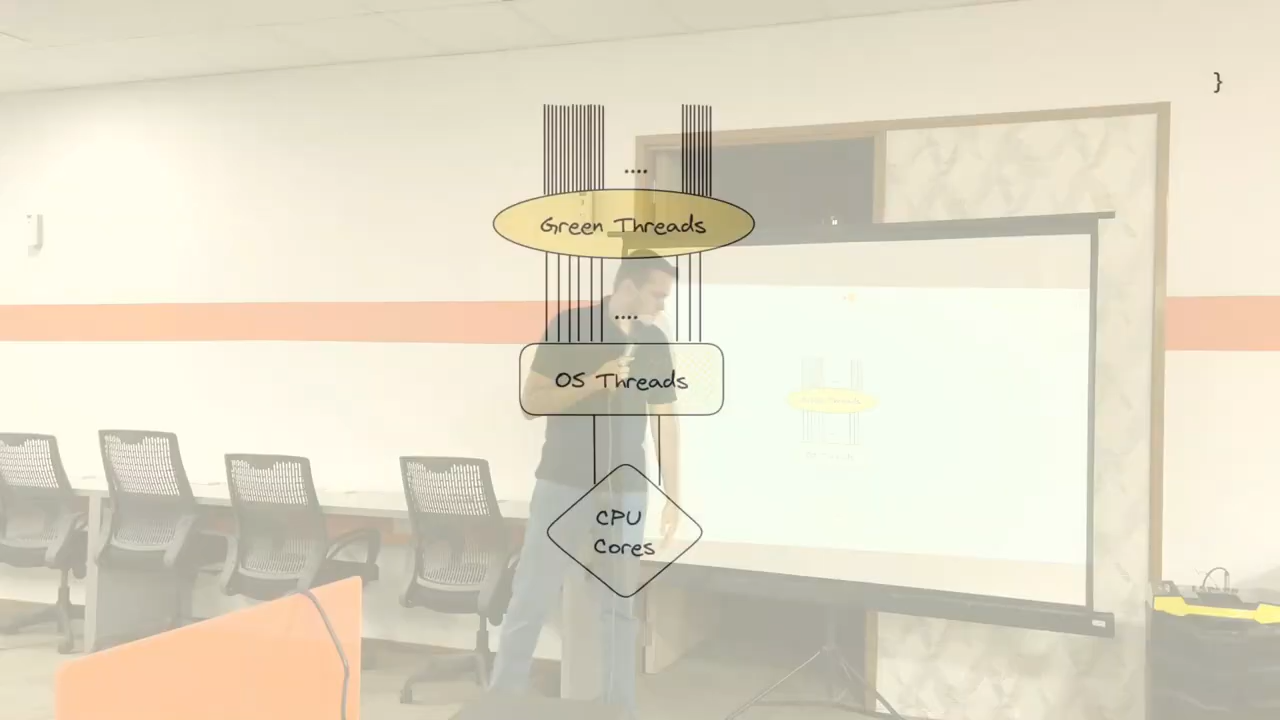 }
....
Green Threads
....
OS Threads
CPU
Cores